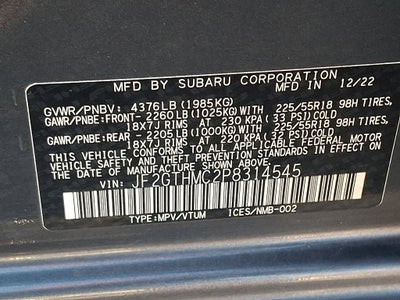 MFD BY SUBARU CORPORATION 12/22
GVWR/PNBV: 4376LB (1985KG)
GAWR/PNBE:FRONT- 2260LB (1025KG)WITH 225/55R18 98H TIRES,
18X7J RIMS AT 230 KPA (33 PSI)COLD
GAWR/PNBE:REAR - 2205LB (1000KG)WITH 225/55R18 98H TIRES,
18X7J RIMS AT 220 KPA (32 PSI)COLD
THIS VEHICLE CONFORMS TO ALL APPLICABLE FEDERAL MOTOR
VEHICLE SAFETY, AND THEFT PREVENTION STANDARDS IN EFFECT
ON THE DATE OF MANUFACTURE SHOWN ABOVE.
VIN: JF2GTHMC2P8314545
TYPE:MPV/VTUM ICES/NMB-002